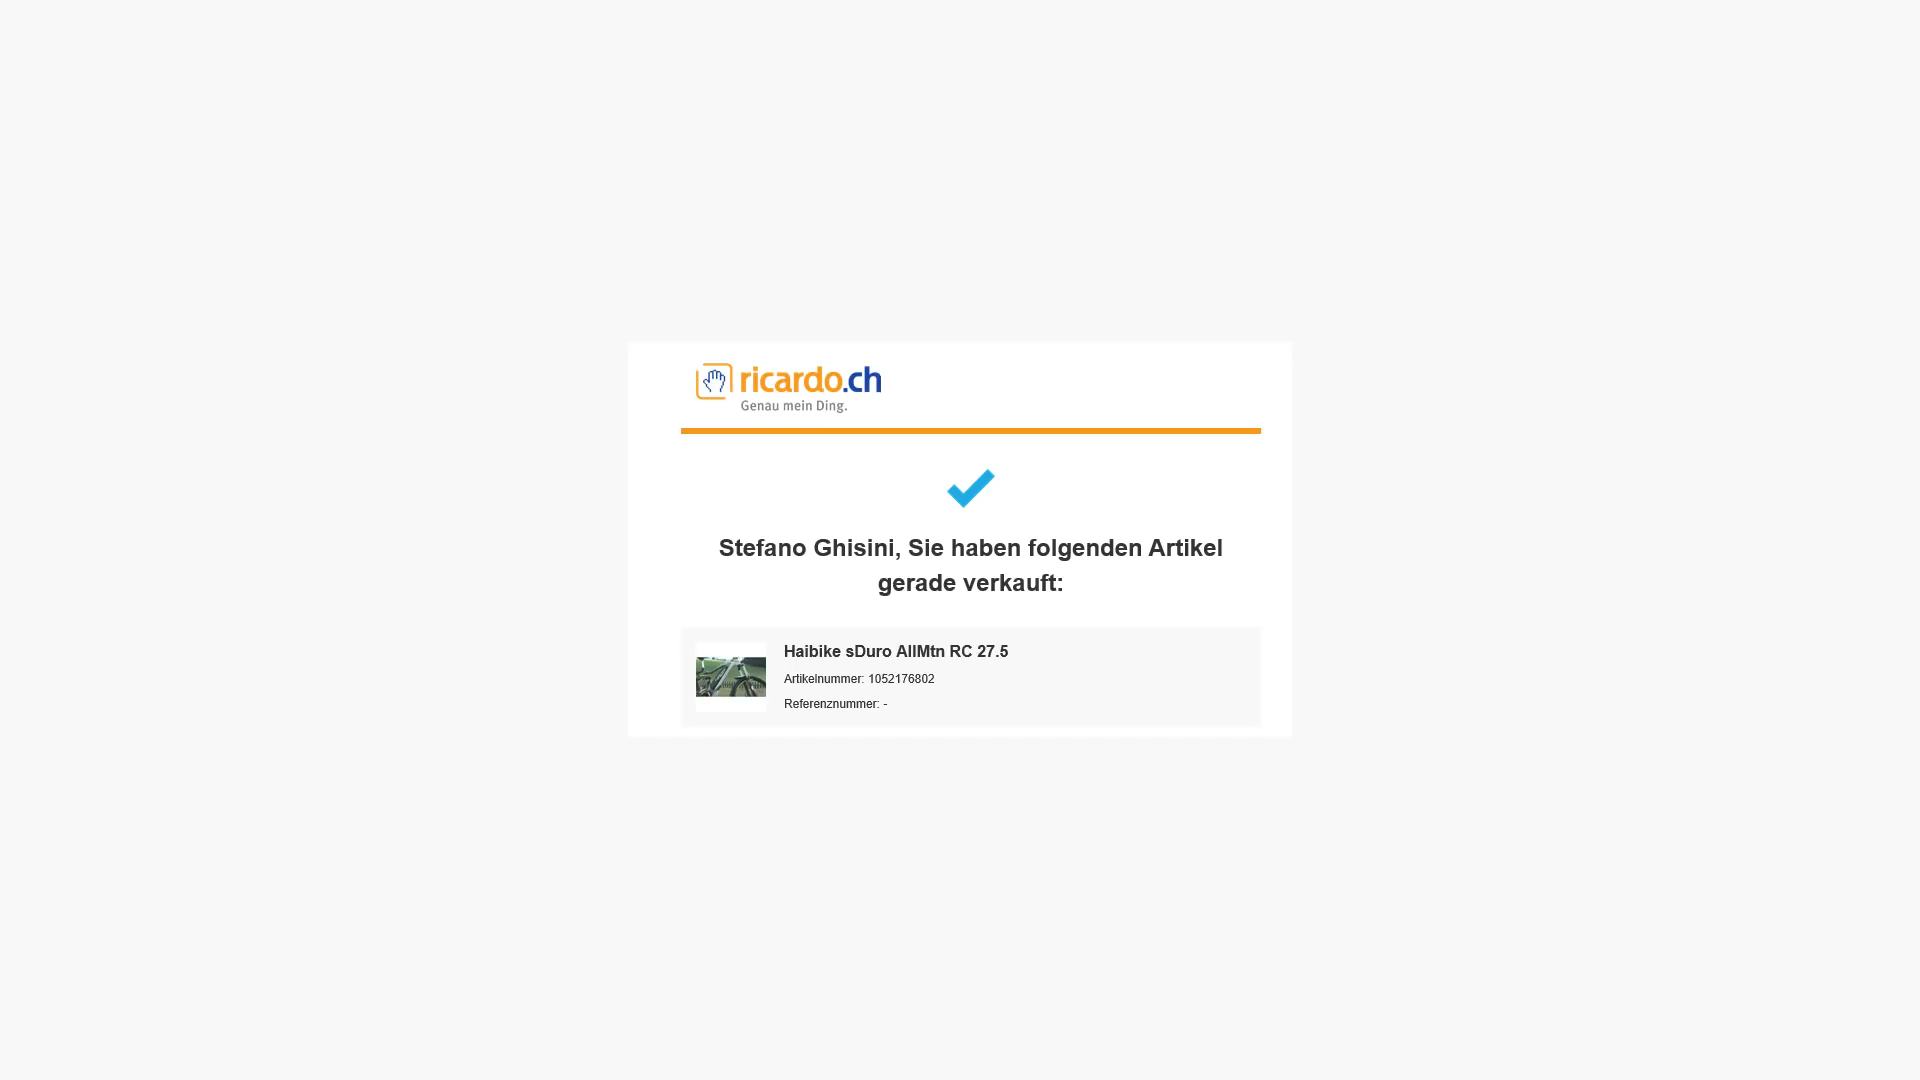 ricardo.ch
Genau mein Ding.
Stefano Ghisini, Sie haben folgenden Artikel
gerade verkauft:
Haibike sDuro AllMtn RC 27.5
Artikelnummer: 1052176802
Referenznummer: -